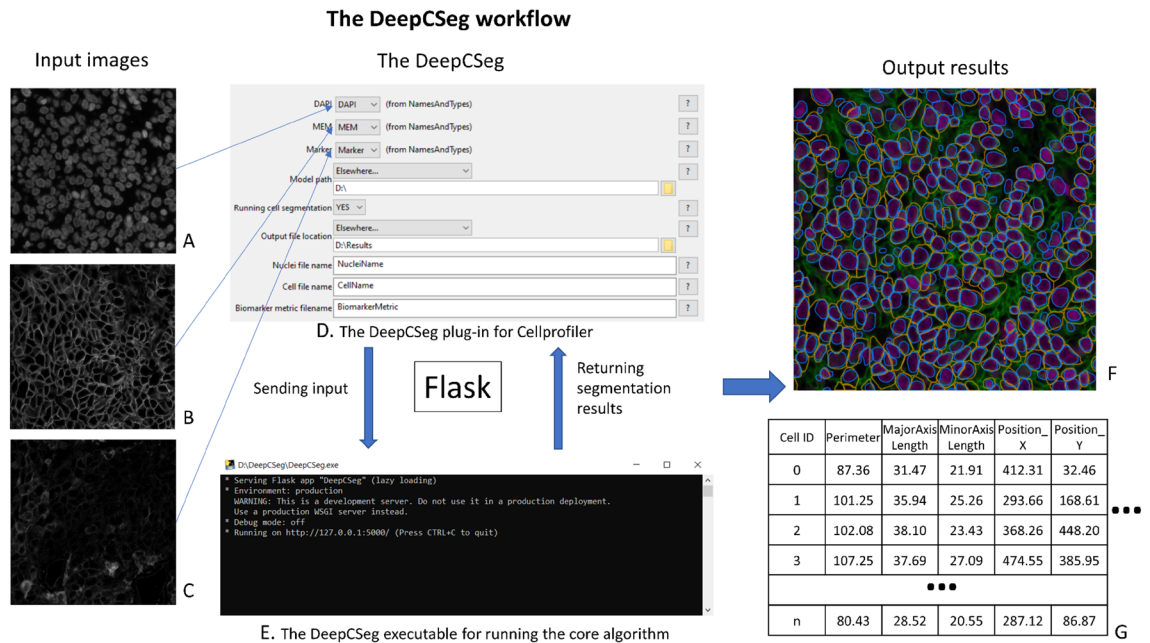 The DeepCSeg workflow
Input images
A
B
C
The DeepCSeg
DAPI DAPI (from NamesAndTypes) ?
MEM MEM (from NamesAndTypes) ?
Marker Marker (from NamesAndTypes) ?
Model path Elsewhere... ?
D:\
Running cell segmentation YES ?
Output file location Elsewhere... ?
D:\Results
Nuclei file name NucleiName ?
Cell file name CellName ?
Biomarker metric filename BiomarkerMetric ?
D. The DeepCSeg plug-in for Cellprofiler
Sending input
Flask
Returning
segmentation
results
D:\DeepCSeg\DeepCSeg.exe
* Serving Flask app "DeepCSeg" (lazy loading)
* Environment: production
WARNING: This is a development server. Do not use it in a production deployment.
Use a production WSGI server instead.
* Debug mode: off
* Running on http://127.0.0.1:5000/ (Press CTRL+C to quit)
E. The DeepCSeg executable for running the core algorithm
Output results
F
Cell ID Perimeter MajorAxis Length MinorAxis Length Position_X Position_Y
0 87.36 31.47 21.91 412.31 32.46
1 101.25 35.94 25.26 293.66 168.61
2 102.08 38.10 23.43 368.26 448.20
3 107.25 37.69 27.09 474.55 385.95
...
n 80.43 28.52 20.55 287.12 86.87
...
G